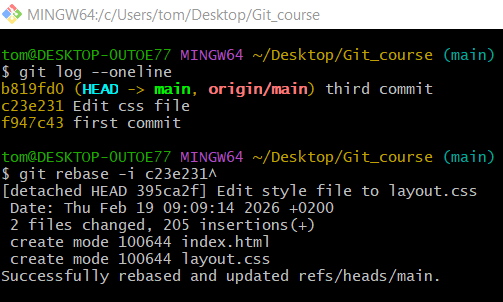 MINGW64:/c/Users/tom/Desktop/Git_course
tom@DESKTOP-OUTOE77 MINGW64 ~/Desktop/Git_course (main)
$ git log --oneline
b819fd0 (HEAD -> main, origin/main) third commit
c23e231 Edit css file
f947c43 first commit
tom@DESKTOP-OUTOE77 MINGW64 ~/Desktop/Git_course (main)
$ git rebase -i c23e231^
[detached HEAD 395ca2f] Edit style file to layout.css
Date: Thu Feb 19 09:09:14 2026 +0200
2 files changed, 205 insertions(+)
create mode 100644 index.html
create mode 100644 layout.css
Successfully rebased and updated refs/heads/main.